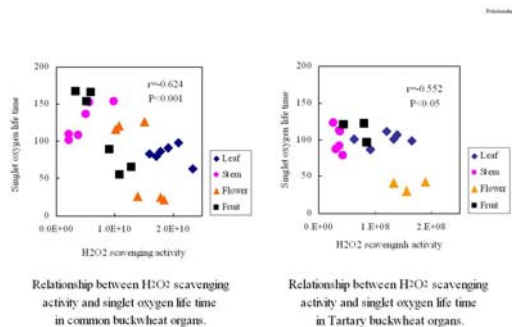 r=-0.624
P<0.001
200
150
100
50
0
0.0E+00
1.0E+10
2.0E+10
Singlet oxygen life time
H2O2 scavenging activity
Leaf
Stem
Flower
Fruit
Relationship between H2O2 scavenging
activity and singlet oxygen life time
in common buckwheat organs.
r=-0.552
P<0.05
200
150
100
50
0
0.E+00
1.E+08
2.E+08
Singlet oxygen life time
H2O2 scavenginh activity
Leaf
Stem
Flower
Fruit
Relationship between H2O2 scavenging
activity and singlet oxygen life time
in Tartary buckwheat organs.